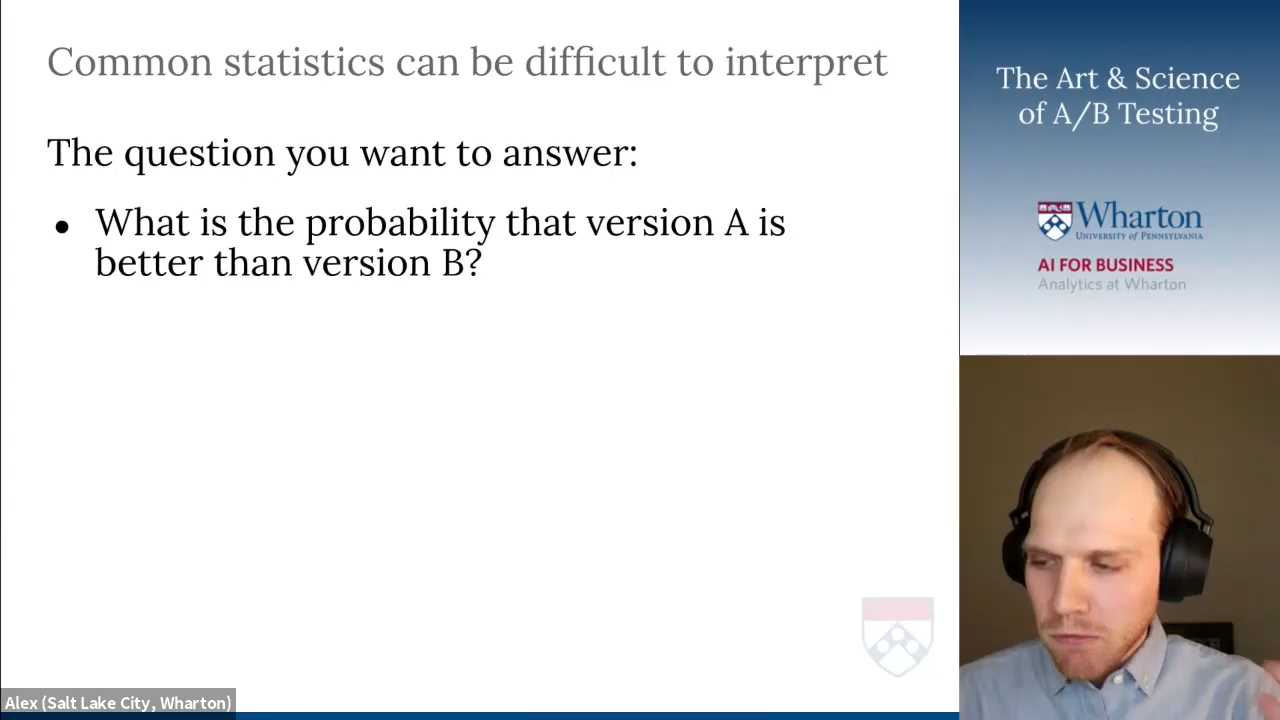 Common statistics can be difficult to interpret
The question you want to answer:
• What is the probability that version A is
better than version B?
The Art & Science
of A/B Testing
Wharton
UNIVERSITY of PENNSYLVANIA
AI FOR BUSINESS
Analytics at Wharton
Alex (Salt Lake City, Wharton)